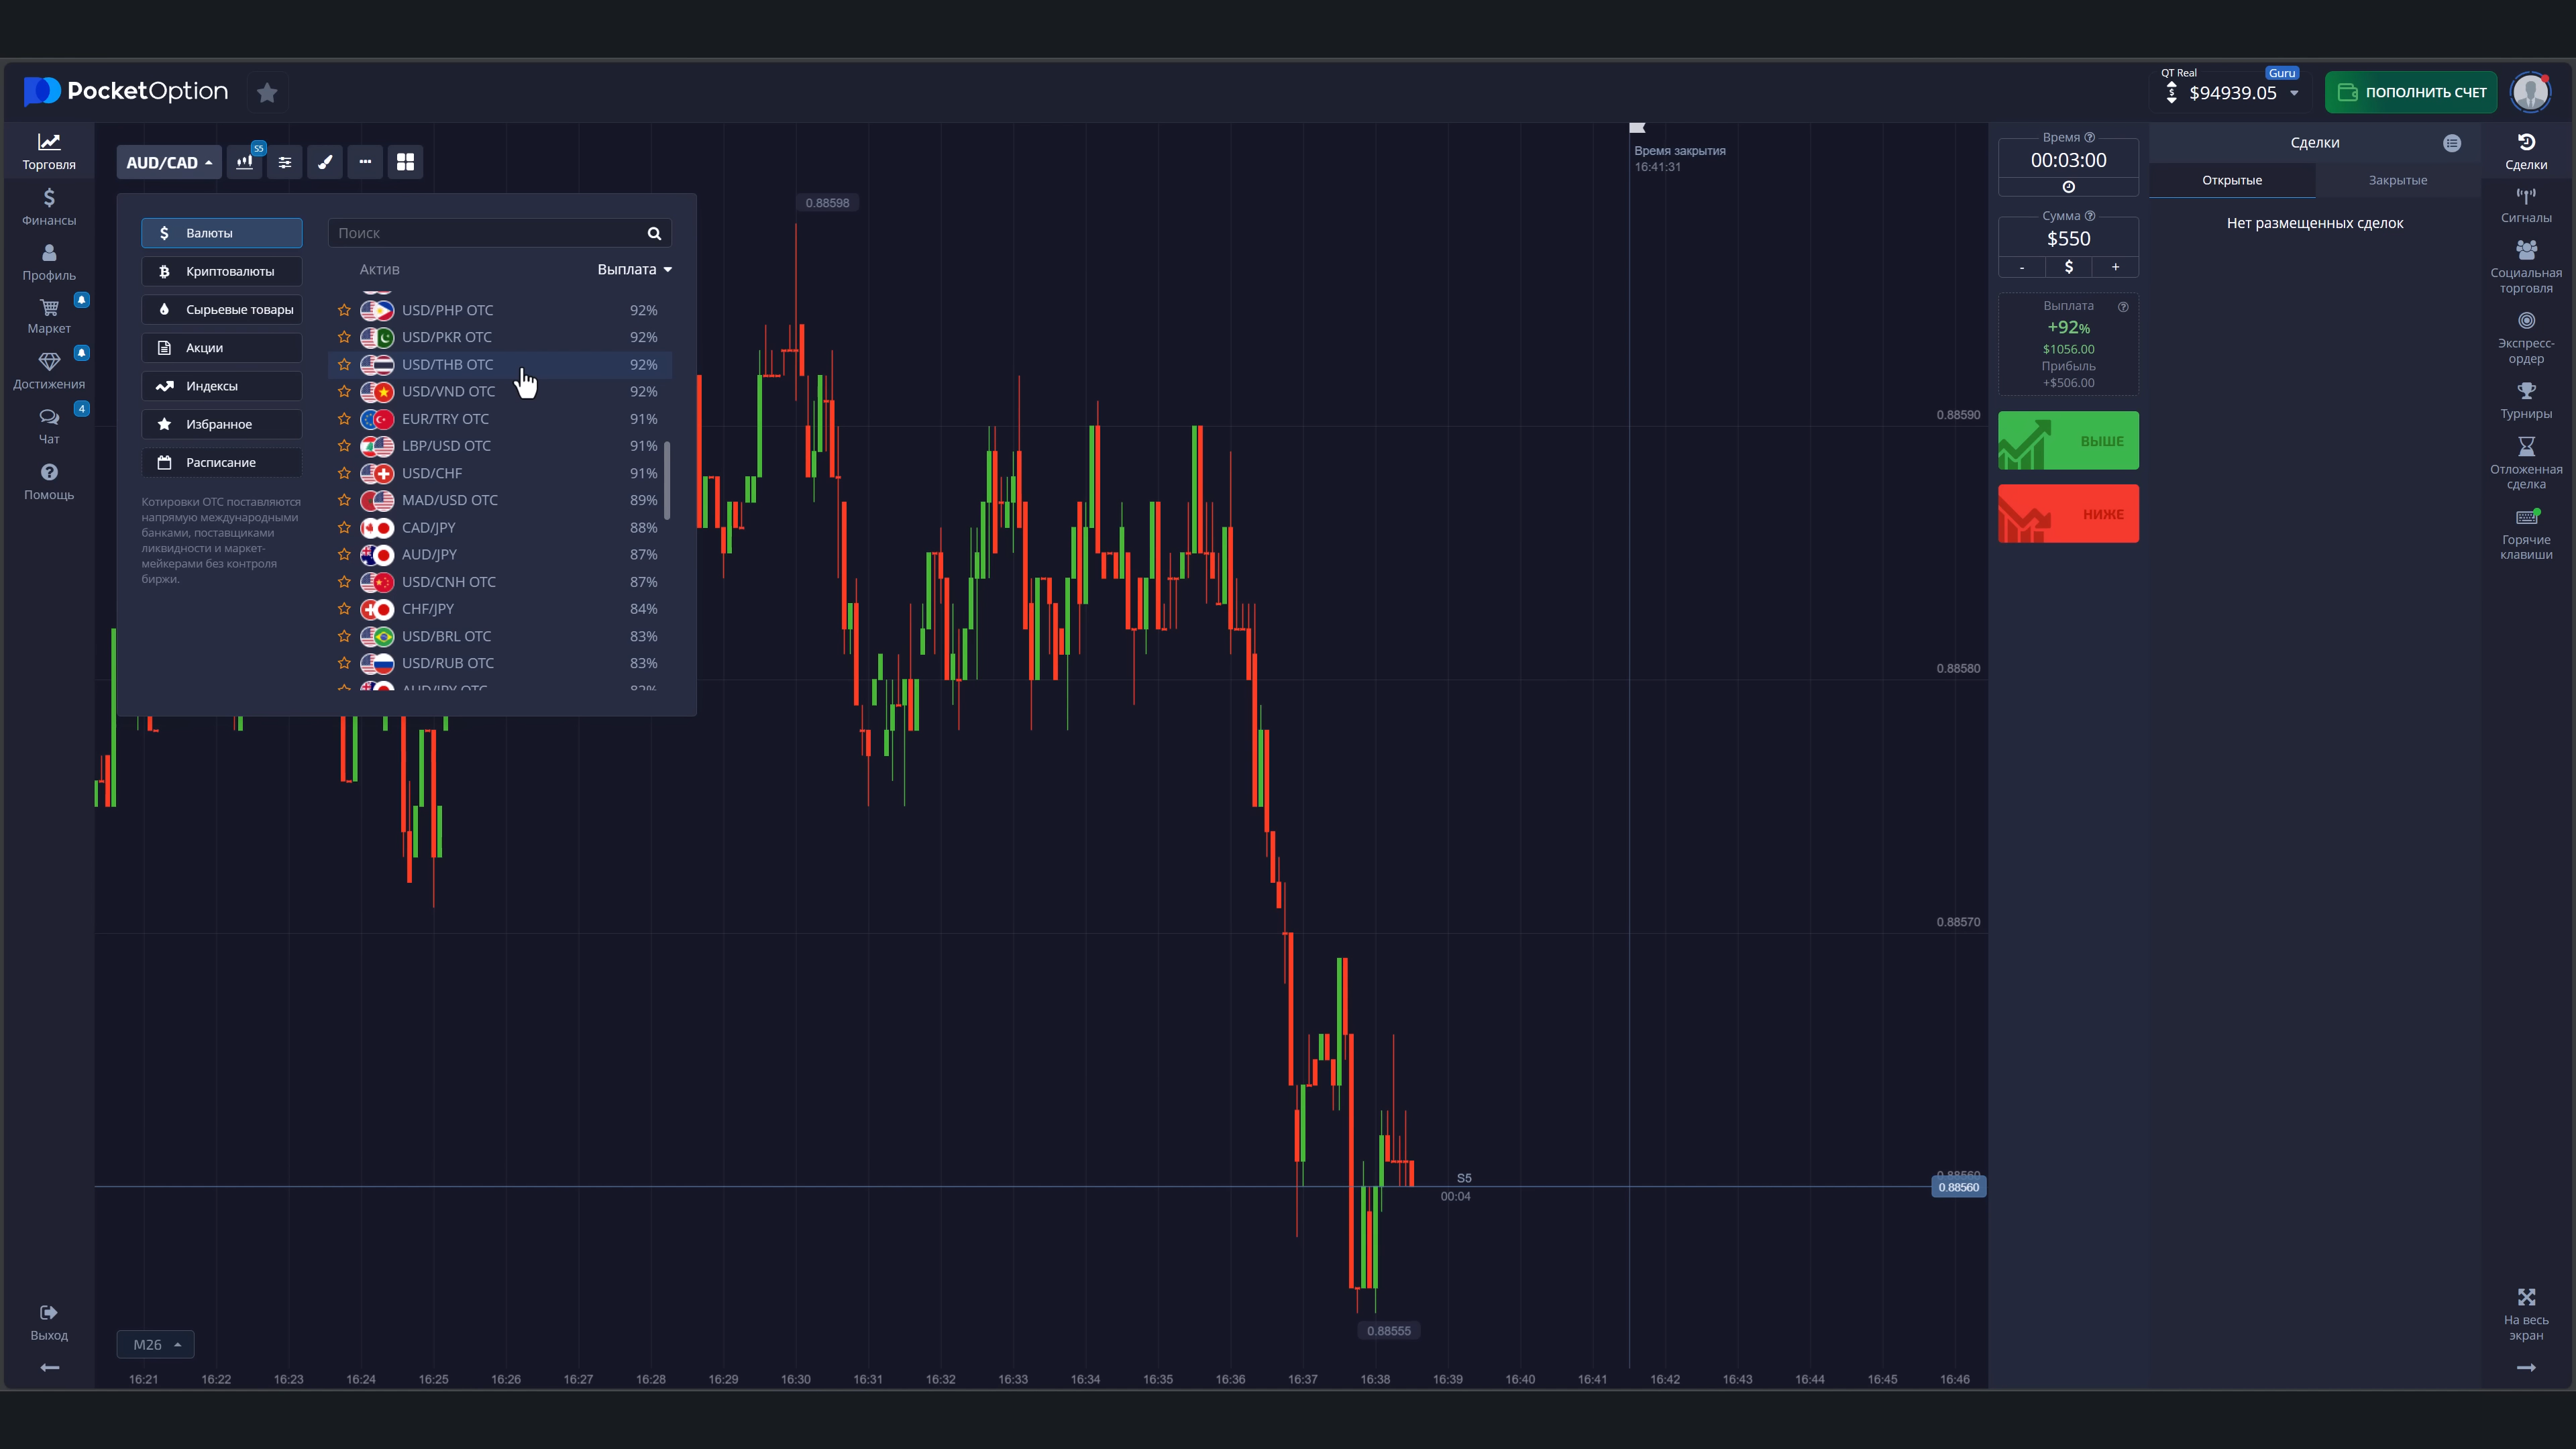 PocketOption
QT Real
Guru
$94939.05
ПОПОЛНИТЬ СЧЕТ
Торговля
Финансы
Профиль
Маркет
Достижения
4
Чат
Помощь
Выход
AUD/CAD
S5
Валюты
Криптовалюты
Сырьевые товары
Акции
Индексы
Избранное
Расписание
Котировки OTC поставляются
напрямую международными
банками, поставщиками
ликвидности и маркет-
мейкерами без контроля
биржи.
Поиск
Актив
Выплата
USD/PHP OTC 92%
USD/PKR OTC 92%
USD/THB OTC 92%
USD/VND OTC 92%
EUR/TRY OTC 91%
LBP/USD OTC 91%
USD/CHF 91%
MAD/USD OTC 89%
CAD/JPY 88%
AUD/JPY 87%
USD/CNH OTC 87%
CHF/JPY 84%
USD/BRL OTC 83%
USD/RUB OTC 83%
AUD/JPY OTC
0.88598
Время закрытия
16:41:31
0.88590
0.88580
0.88570
0.88560
0.88560
S5
00:04
0.88555
M26
16:21 16:22 16:23 16:24 16:25 16:26 16:27 16:28 16:29 16:30 16:31 16:32 16:33 16:34 16:35 16:36 16:37 16:38 16:39 16:40 16:41 16:42 16:43 16:44 16:45 16:46
Время
00:03:00
Сумма
$550
- $ +
Выплата
+92%
$1056.00
Прибыль
+$506.00
ВЫШЕ
НИЖЕ
Сделки
Открытые
Закрытые
Нет размещенных сделок
Сделки
Сигналы
Социальная
торговля
Экспресс-
ордер
Турниры
Отложенная
сделка
Горячие
клавиши
На весь
экран